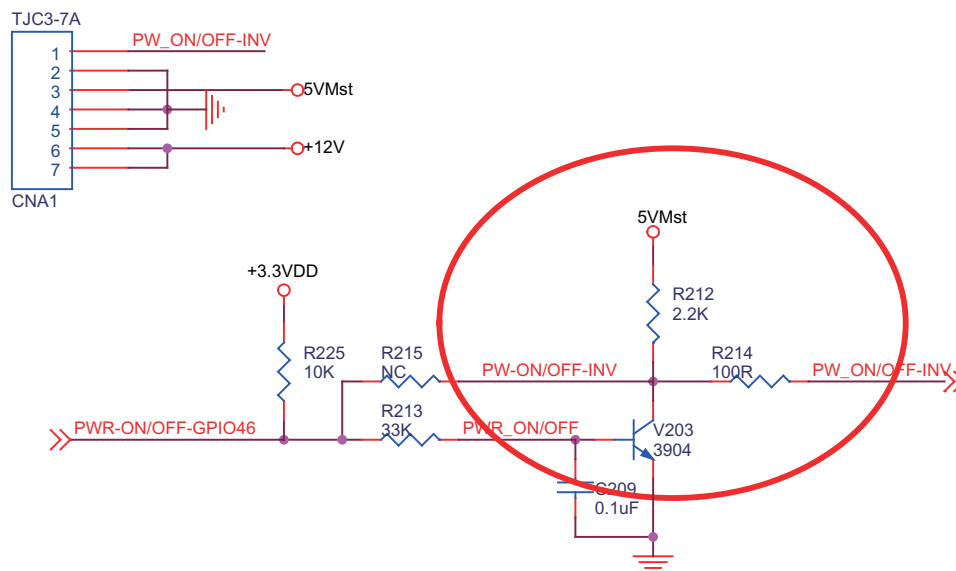 TJC3-7A
1
PW_ON/OFF-INV
2
3
5VMst
4
5
6
+12V
7
CNA1
5VMst
+3.3VDD
R212
2.2K
R225
10K
R215
NC
PW-ON/OFF-INV
R214
100R
PW_ON/OFF-INV
PWR-ON/OFF-GPIO46
R213
33K
PWR_ON/OFF
V203
3904
C209
0.1uF